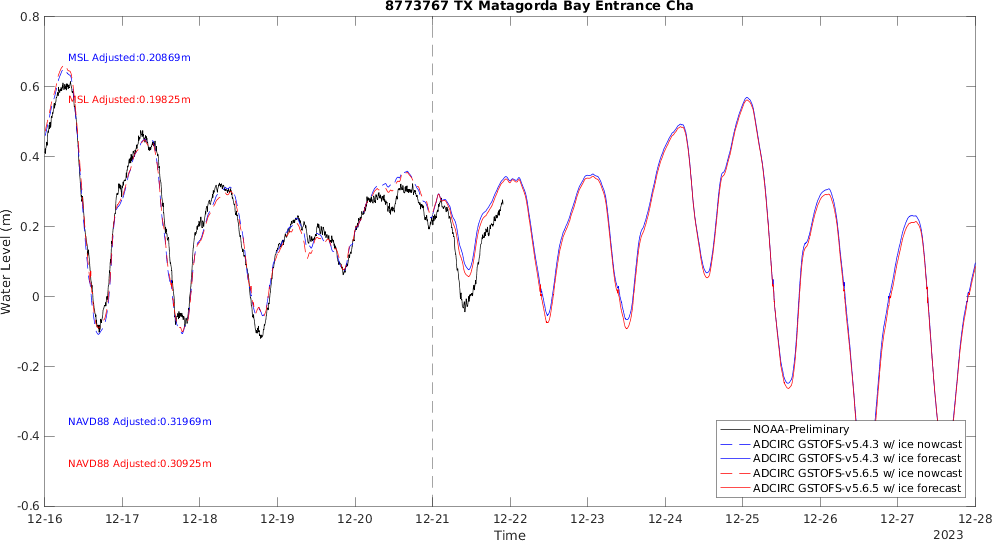 8773767 TX Matagorda Bay Entrance Cha
0.8
0.6
0.4
0.2
0
-0.2
-0.4
-0.6
Water Level (m)
MSL Adjusted:0.20869m
MSL Adjusted:0.19825m
NAVD88 Adjusted:0.31969m
NAVD88 Adjusted:0.30925m
NOAA-Preliminary
ADCIRC GSTOFS-v5.4.3 w/ ice nowcast
ADCIRC GSTOFS-v5.4.3 w/ ice forecast
ADCIRC GSTOFS-v5.6.5 w/ ice nowcast
ADCIRC GSTOFS-v5.6.5 w/ ice forecast
12-16 12-17 12-18 12-19 12-20 12-21 12-22 12-23 12-24 12-25 12-26 12-27 12-28
Time
2023